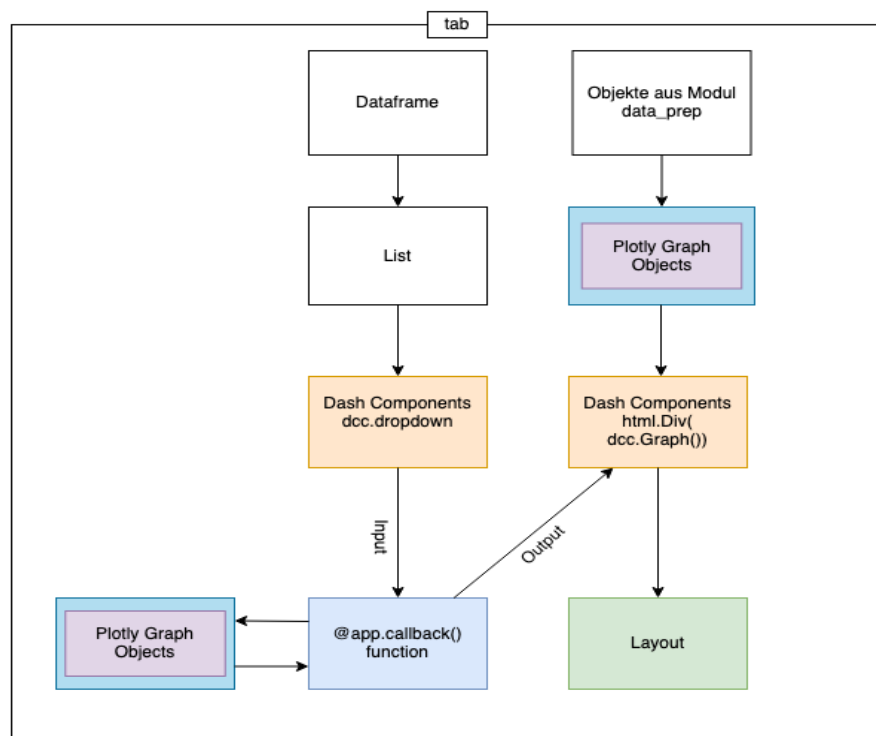 tab
Dataframe
Objekte aus Modul
data_prep
List
Plotly Graph
Objects
Dash Components
dcc.dropdown
Dash Components
html.Div(
dcc.Graph())
Input
Output
Plotly Graph
Objects
@app.callback()
function
Layout